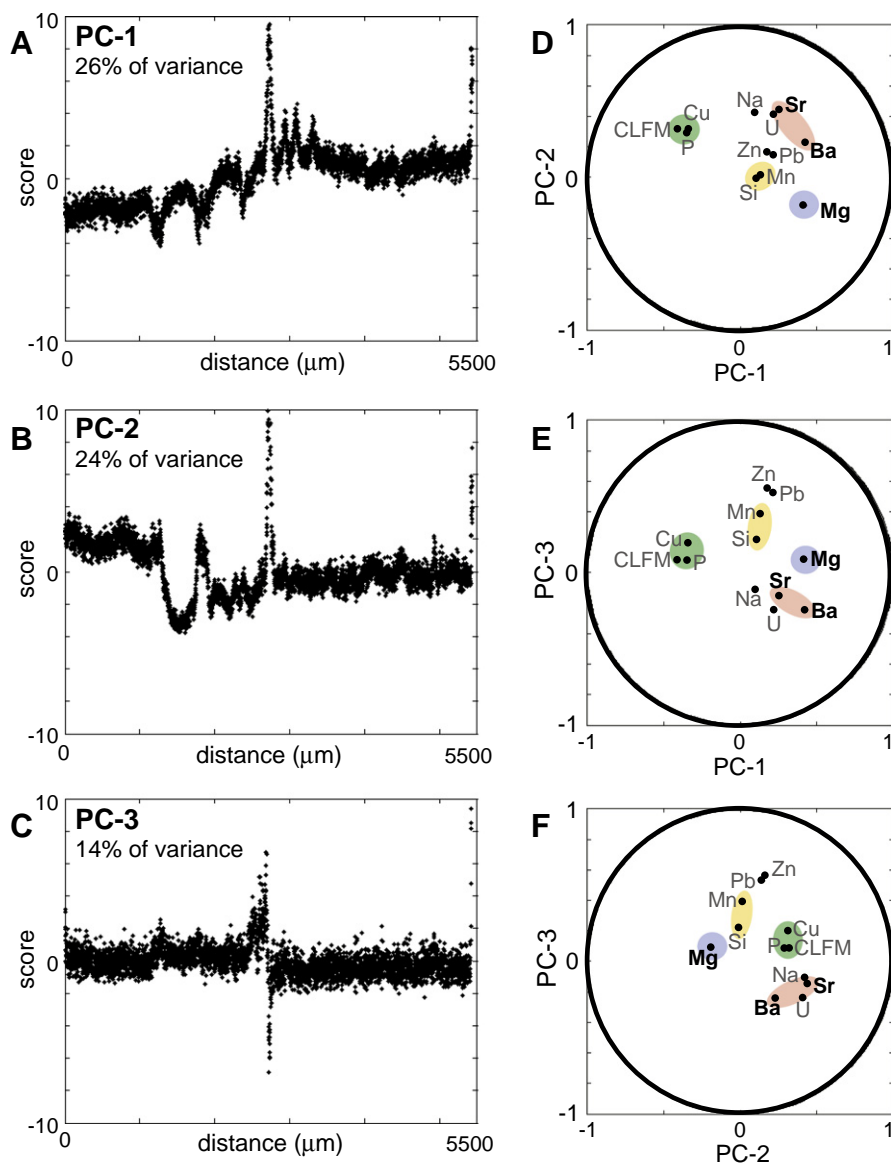 A
PC-1
26% of variance
10
0
-10
score
0
distance (μm)
5500
B
PC-2
24% of variance
10
0
-10
score
0
distance (μm)
5500
C
PC-3
14% of variance
10
0
-10
score
0
distance (μm)
5500
D
1
0
-1
PC-2
Na
Sr
Cu
CLFM
P
U
Ba
Zn
Pb
Mn
Si
Mg
-1
0
1
PC-1
E
1
0
-1
PC-3
Zn
Pb
Mn
Cu
Si
CLFM
P
Mg
Sr
Na
Ba
U
-1
0
1
PC-1
F
1
0
-1
PC-3
Pb
Zn
Mn
Cu
Si
P
CLFM
Mg
Na
Sr
Ba
U
-1
0
1
PC-2